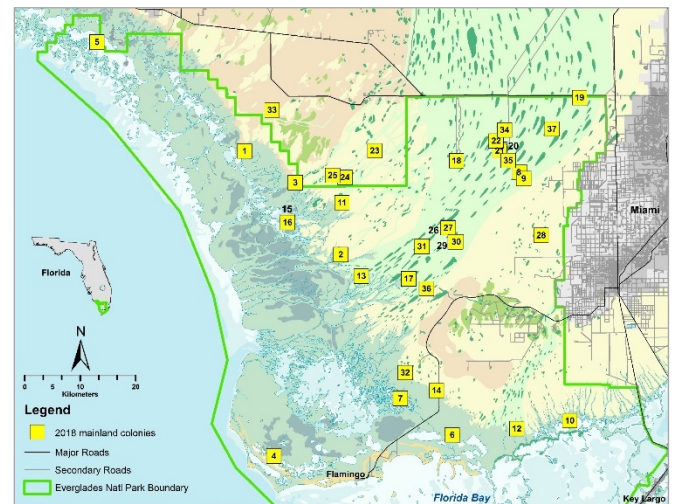 5
19
33
34
37
22
20
21
1
23
18
35
8
9
25
24
3
11
Miami
15
16
26
27
28
31
29
30
2
Florida
13
17
36
N
0 5 10 20
Kilometers
32
14
7
Legend
2018 mainland colonies
Major Roads
Secondary Roads
Everglades Natl Park Boundary
10
12
6
4
Flamingo
Florida Bay
Key Largo